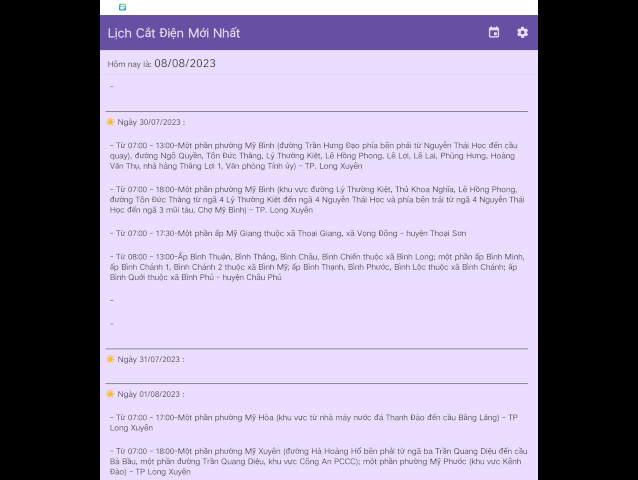 Lịch Cắt Điện Mới Nhất
Hôm nay là: 08/08/2023
-
Ngày 30/07/2023 :
- Từ 07:00 - 13:00-Một phần phường Mỹ Bình (đường Trần Hưng Đạo phía bên phải từ Nguyễn Thái Học đến cầu
quay), đường Ngô Quyền, Tôn Đức Thắng, Lý Thường Kiệt, Lê Hồng Phong, Lê Lợi, Lê Lai, Phùng Hưng, Hoàng
Văn Thụ, nhà hàng Thắng Lợi 1, Văn phòng Tỉnh ủy) - TP. Long Xuyên
- Từ 07:00 - 18:00-Một phần phường Mỹ Bình (khu vực đường Lý Thường Kiệt, Thủ Khoa Nghĩa, Lê Hồng Phong,
đường Tôn Đức Thắng từ ngã 4 Lý Thường Kiệt đến ngã 4 Nguyễn Thái Học và phía bên trái từ ngã 4 Nguyễn Thái
Học đến ngã 3 mũi tàu, Chợ Mỹ Bình) - TP. Long Xuyên
- Từ 07:00 - 17:30-Một phần ấp Mỹ Giang thuộc xã Thoại Giang, xã Vọng Đông - huyện Thoại Sơn
- Từ 08:00 - 13:00-Ấp Bình Thuận, Bình Thắng, Bình Châu, Bình Chiến thuộc xã Bình Long; một phần ấp Bình Minh,
ấp Bình Chánh 1, Bình Chánh 2 thuộc xã Bình Mỹ; ấp Bình Thạnh, Bình Phước, Bình Lộc thuộc xã Bình Chánh; ấp
Bình Quới thuộc xã Bình Phú - huyện Châu Phú
-
-
Ngày 31/07/2023 :
Ngày 01/08/2023 :
- Từ 07:00 - 17:00-Một phần phường Mỹ Hòa (khu vực từ nhà máy nước đá Thanh Đào đến cầu Bằng Lăng) - TP
Long Xuyên
- Từ 07:00 - 18:00-Một phần phường Mỹ Xuyên (đường Hà Hoàng Hổ bên phải từ ngã ba Trần Quang Diệu đến cầu
Bà Bầu, một phần đường Trần Quang Diệu, khu vực Công An PCCC); một phần phường Mỹ Phước (khu vực Kênh
Đào) - TP Long Xuyên